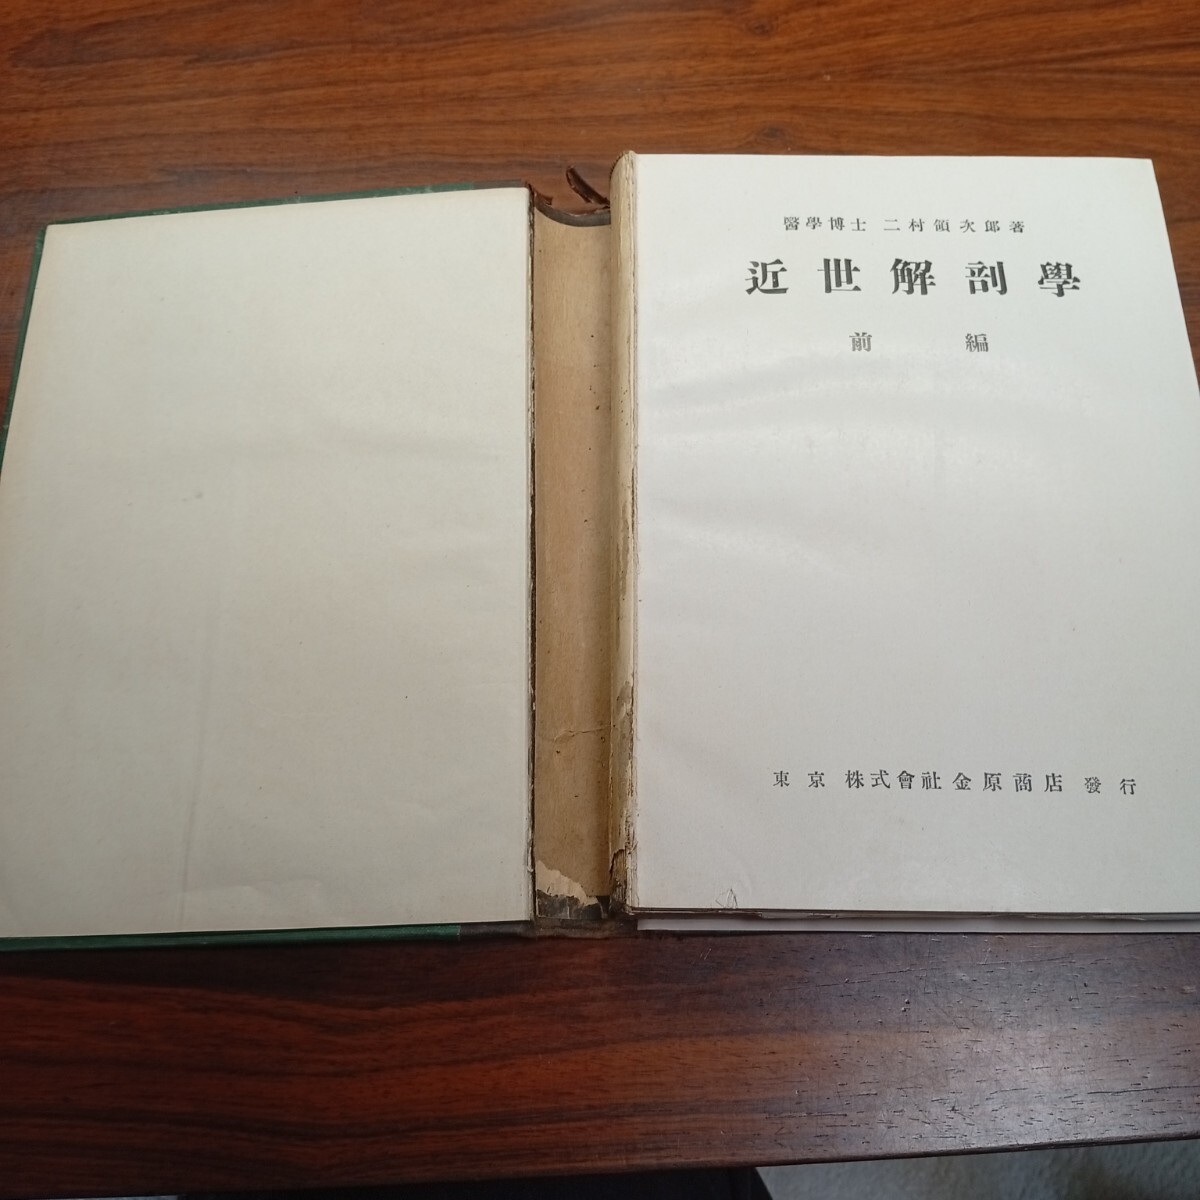 醫學博士 二村領次郎著
近世解剖學
前編
東京 株式會社金原商店 發行